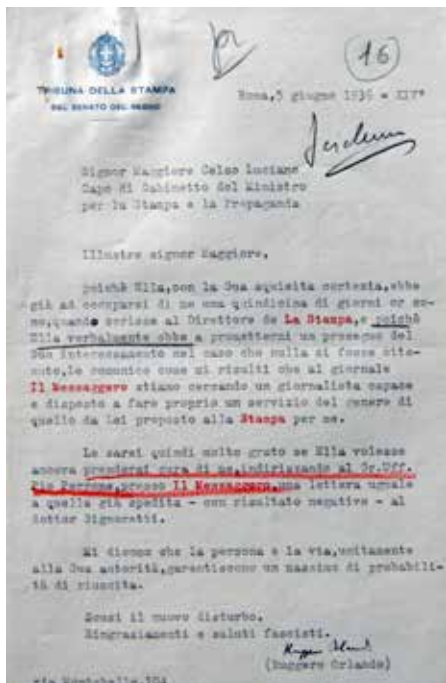 16
TRIBUNA DELLA STAMPA
DEL SENATO DEL REGNO
Roma,5 giugno 1936 = XIV°
Signor Maggiore Celso Luciano
Capo di Gabinetto del Ministro
per la Stampa e la Propaganda
Illustre signor Maggiore,
poichè Ella,con la Sua squisita cortesia,ebbe
già ad occuparsi di me una quindicina di giorni or so-
no,quando scrisse al Direttore de La Stampa,e poichè
Ella verbalmente ebbe a promettermi un prosegno del
Suo interessamento nel caso che nulla si fosse otte-
nuto,le comunico come mi risulti che al giornale
Il Messaggero stiano cercando un giornalista capace
e disposto a fare proprio un servizio del genere di
quello da Lei proposto alla Stampa per me.
Le sarei quindi molto grato se Ella volesse
ancora prendersi cura di me,indirizzando al Gr.Uff.
Pio Perrone,presso Il Messaggero,una lettera uguale
a quella già spedita - con risultato negativo - al
dottor Signoretti.
Mi dicono che la persona e la via,unitamente
alla Sua autorità,garantiscono un massimo di probabili-
tà di riuscita.
Scusi il nuovo disturbo.
Ringraziamenti e saluti fascisti.
(Ruggero Orlando)
via Montebello,104